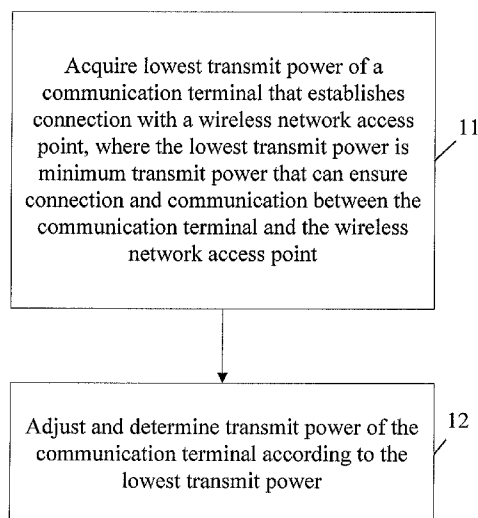 Acquire lowest transmit power of a
communication terminal that establishes
connection with a wireless network access
point, where the lowest transmit power is
minimum transmit power that can ensure
connection and communication between the
communication terminal and the wireless
network access point
11
Adjust and determine transmit power of the
communication terminal according to the
lowest transmit power
12